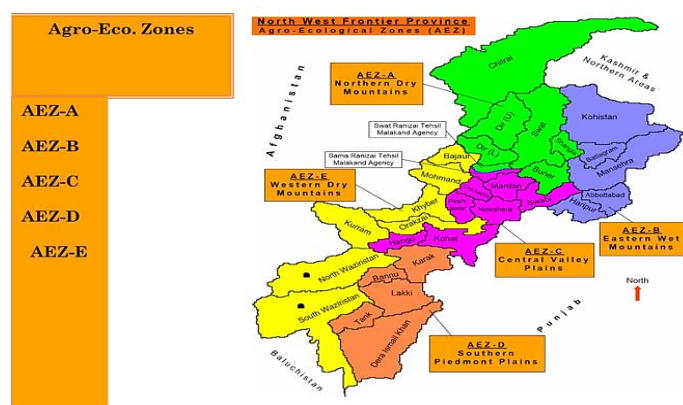 Agro-Eco. Zones
AEZ-A
AEZ-B
AEZ-C
AEZ-D
AEZ-E
North West Frontier Province
Agro-Ecological Zones (AEZ)
Chitral
Kashmir &
Northern Areas
AEZ-A
Northern Dry
Mountains
Afghanistan
Kohistan
Dir (U)
Swat
Swat Ranizai Tehsil
Malakand Agency
Shangla
Battagram
Dir (L)
Mansehra
Sama Ranizai Tehsil
Malakand Agency
Bajaur
Buner
AEZ-E
Western Dry
Mountains
Mohmand
Mardan
Abbottabad
Charsadda
Swabi
Haripur
Khyber
Pesh-
awar
Nowshera
AEZ-B
Eastern Wet
Mountains
Kurram
Orakzai
Hangu
Kohat
AEZ-C
Central Valley
Plains
North Waziristan
Karak
North
Bannu
Lakki
South Waziristan
Tank
Punjab
Dera Ismail Khan
AEZ-D
Southern
Piedmont Plains
Baluchistan